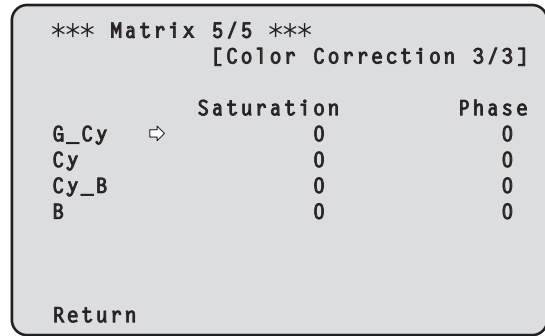 *** Matrix 5/5 ***
[Color Correction 3/3]
Saturation Phase
G_Cy ⇨ 0 0
Cy 0 0
Cy_B 0 0
B 0 0
Return